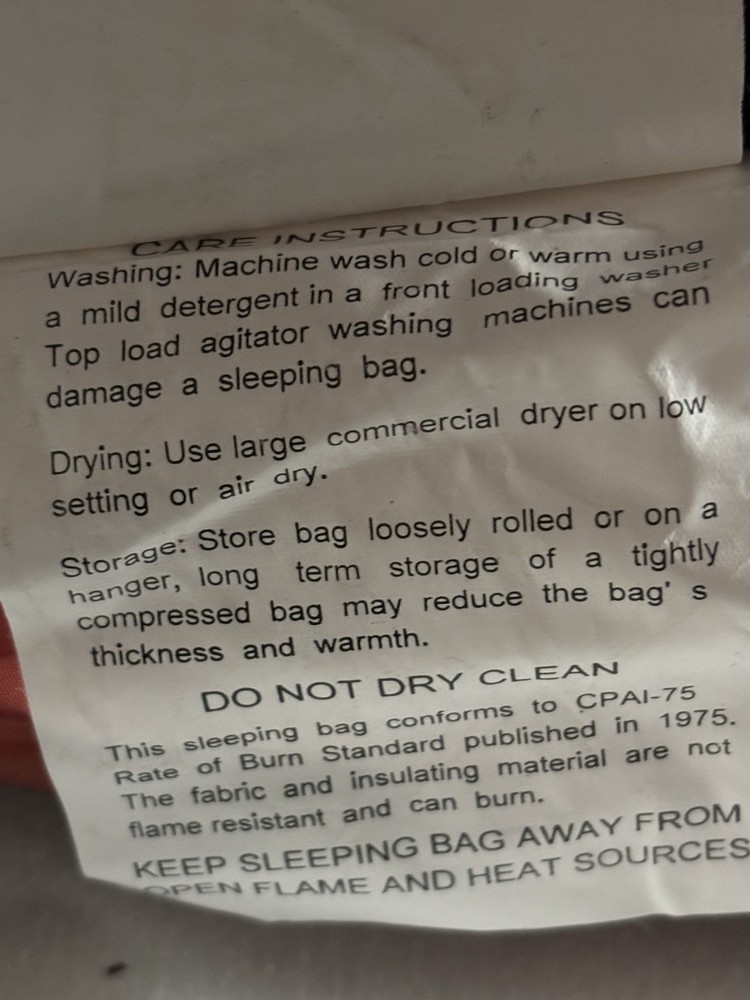 CARE INSTRUCTIONS
Washing: Machine wash cold or warm using
a mild detergent in a front loading washer
Top load agitator washing machines can
damage a sleeping bag.
Drying: Use large commercial dryer on low
setting or air dry.
Storage: Store bag loosely rolled or on a
hanger, long term storage of a tightly
compressed bag may reduce the bag' s
thickness and warmth.
DO NOT DRY CLEAN
This sleeping bag conforms to CPAI-75
Rate of Burn Standard published in 1975.
The fabric and insulating material are not
flame resistant and can burn.
KEEP SLEEPING BAG AWAY FROM
OPEN FLAME AND HEAT SOURCES